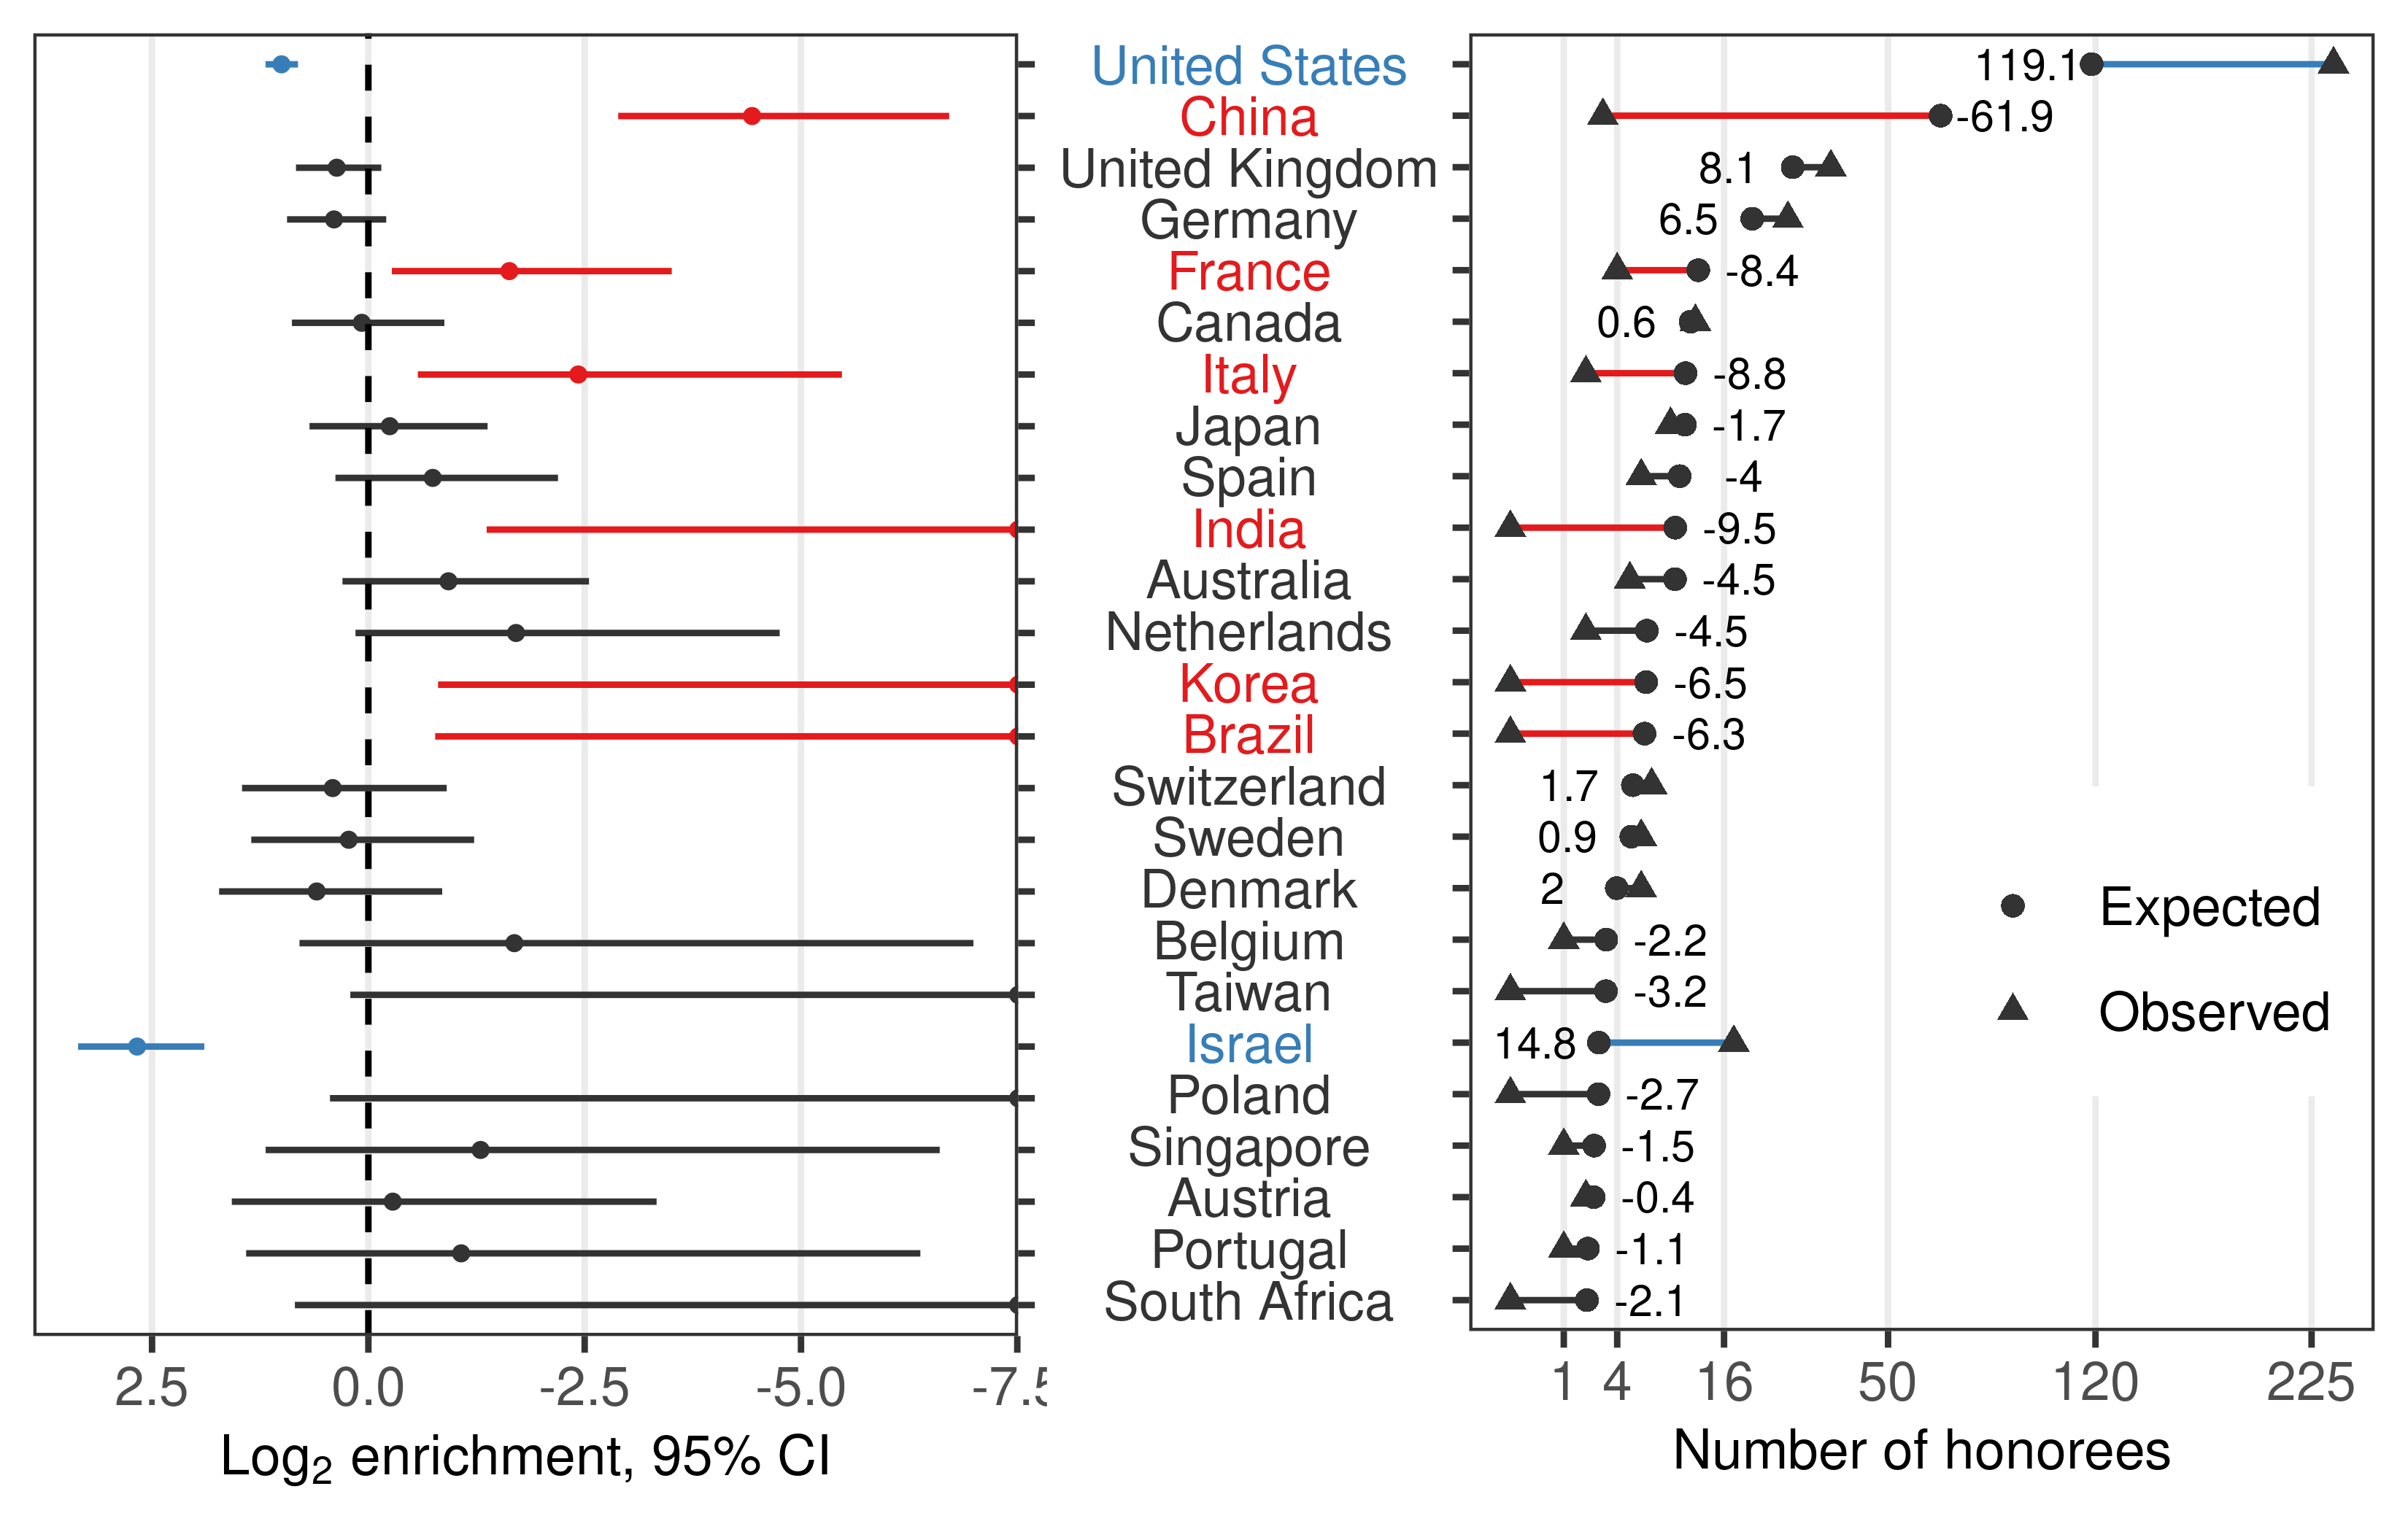 United States 119.1
China -61.9
United Kingdom 8.1
Germany 6.5
France -8.4
Canada 0.6
Italy -8.8
Japan -1.7
Spain -4
India -9.5
Australia -4.5
Netherlands -4.5
Korea -6.5
Brazil -6.3
Switzerland 1.7
Sweden 0.9
Denmark 2
Belgium -2.2
Taiwan -3.2
Israel 14.8
Poland -2.7
Singapore -1.5
Austria -0.4
Portugal -1.1
South Africa -2.1
Expected
Observed
2.5 0.0 -2.5 -5.0 -7.5
Log2 enrichment, 95% CI
1 4 16 50 120 225
Number of honorees